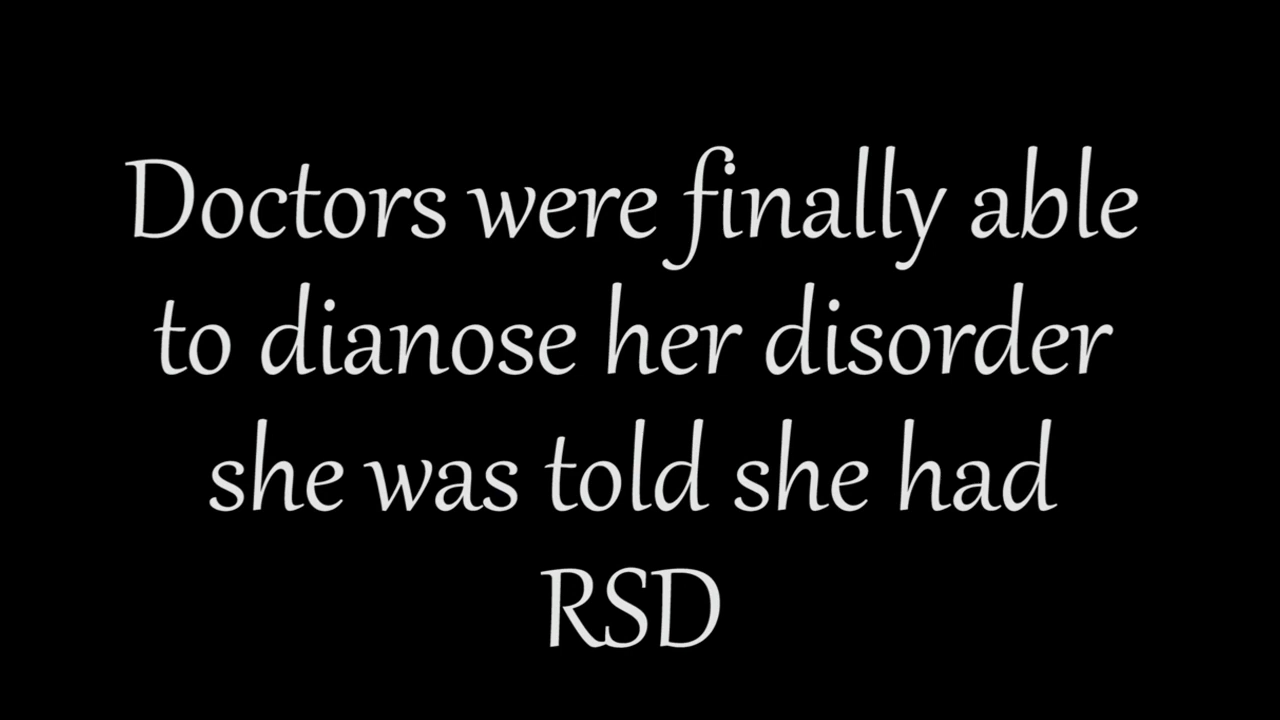 Doctors were finally able
to dianose her disorder
she was told she had
RSD